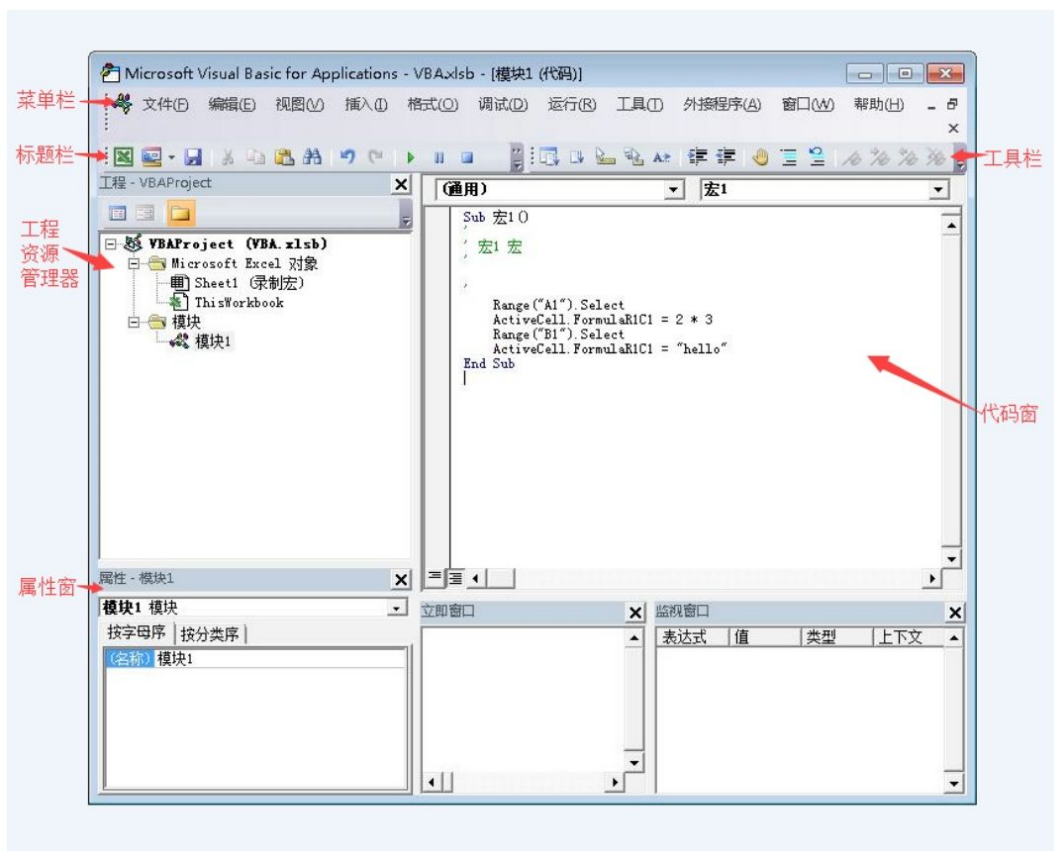 Microsoft Visual Basic for Applications - VBA.xlsb - [模块1 (代码)]
菜单栏
文件(F) 编辑(E) 视图(V) 插入(I) 格式(O) 调试(D) 运行(R) 工具(T) 外接程序(A) 窗口(W) 帮助(H)
标题栏
工具栏
工程 - VBAProject
(通用) 宏1
工程
资源
管理器
VBAProject (VBA.xlsb)
Microsoft Excel 对象
Sheet1 (录制宏)
ThisWorkbook
模块
模块1
Sub 宏1()
'
' 宏1 宏
'
'
Range("A1").Select
ActiveCell.FormulaR1C1 = 2 * 3
Range("B1").Select
ActiveCell.FormulaR1C1 = "hello"
End Sub
代码窗
属性窗
属性 - 模块1
模块1 模块
按字母序 按分类序
(名称) 模块1
立即窗口
监视窗口
表达式 值 类型 上下文